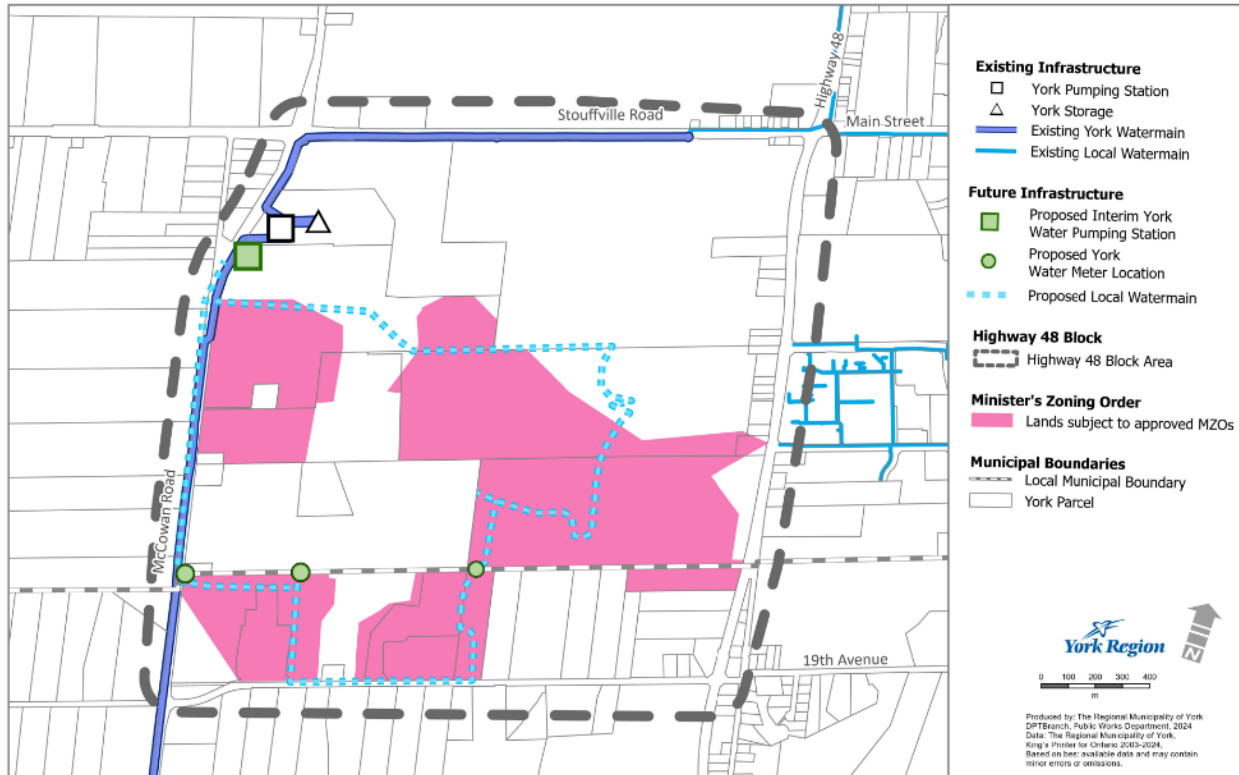 Highway 48
Stouffville Road
Main Street
McCowan Road
19th Avenue
Existing Infrastructure
York Pumping Station
York Storage
Existing York Watermain
Existing Local Watermain
Future Infrastructure
Proposed Interim York
Water Pumping Station
Proposed York
Water Meter Location
Proposed Local Watermain
Highway 48 Block
Highway 48 Block Area
Minister's Zoning Order
Lands subject to approved MZOs
Municipal Boundaries
Local Municipal Boundary
York Parcel
York Region
N
0 100 200 300 400
m
Produced by: The Regional Municipality of York
DPTBranch, Public Works Department, 2024
Data: The Regional Municipality of York,
King's Printer for Ontario 2003-2024,
Based on best available data and may contain
minor errors or omissions.